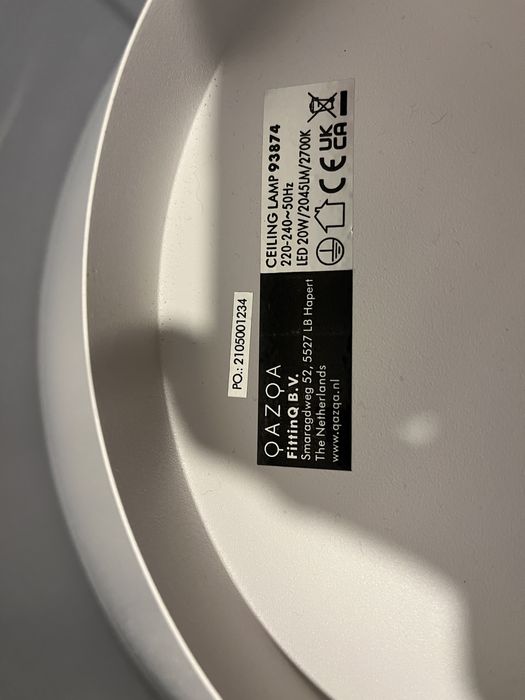 QAZQA
FittinQ B.V.
Smaragdweg 52, 5527 LB Hapert
The Netherlands
www.qazqa.nl
CEILING LAMP 93874
220-240~50Hz
LED 20W/2045LM/2700K
CE UK CA
PO.: 2105001234